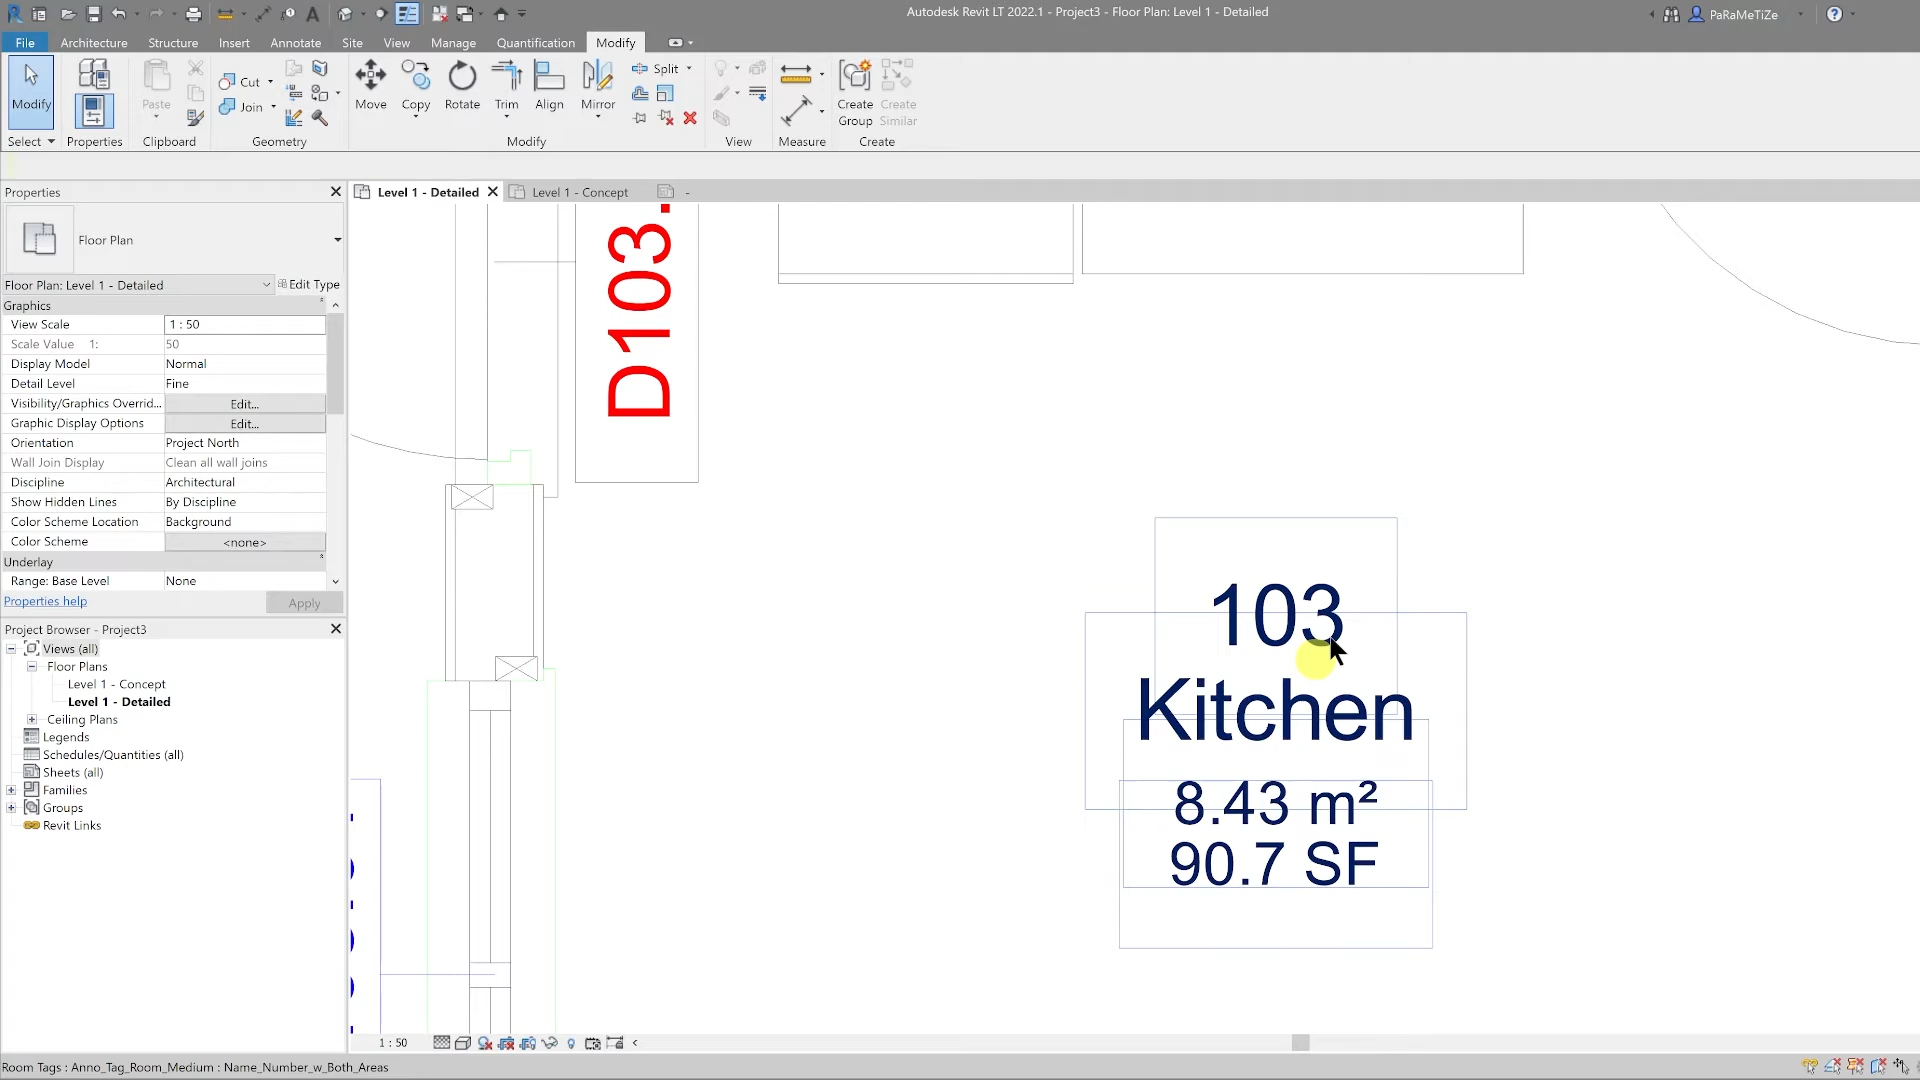 Autodesk Revit LT 2022.1 - Project3 - Floor Plan: Level 1 - Detailed
PaRaMeTiZe
File
Architecture
Structure
Insert
Annotate
Site
View
Manage
Quantification
Modify
Modify
Paste
Cut
Join
Move
Copy
Rotate
Trim
Align
Mirror
Split
Create
Group
Create
Similar
Select
Properties
Clipboard
Geometry
Modify
View
Measure
Create
Properties
Floor Plan
Floor Plan: Level 1 - Detailed
Edit Type
Graphics
View Scale 1 : 50
Scale Value 1: 50
Display Model Normal
Detail Level Fine
Visibility/Graphics Overrid... Edit...
Graphic Display Options Edit...
Orientation Project North
Wall Join Display Clean all wall joins
Discipline Architectural
Show Hidden Lines By Discipline
Color Scheme Location Background
Color Scheme <none>
Underlay
Range: Base Level None
Properties help
Apply
Project Browser - Project3
Views (all)
Floor Plans
Level 1 - Concept
Level 1 - Detailed
Ceiling Plans
Legends
Schedules/Quantities (all)
Sheets (all)
Families
Groups
Revit Links
Level 1 - Detailed
Level 1 - Concept
-
D103.
103
Kitchen
8.43 m²
90.7 SF
1 : 50
Room Tags : Anno_Tag_Room_Medium : Name_Number_w_Both_Areas